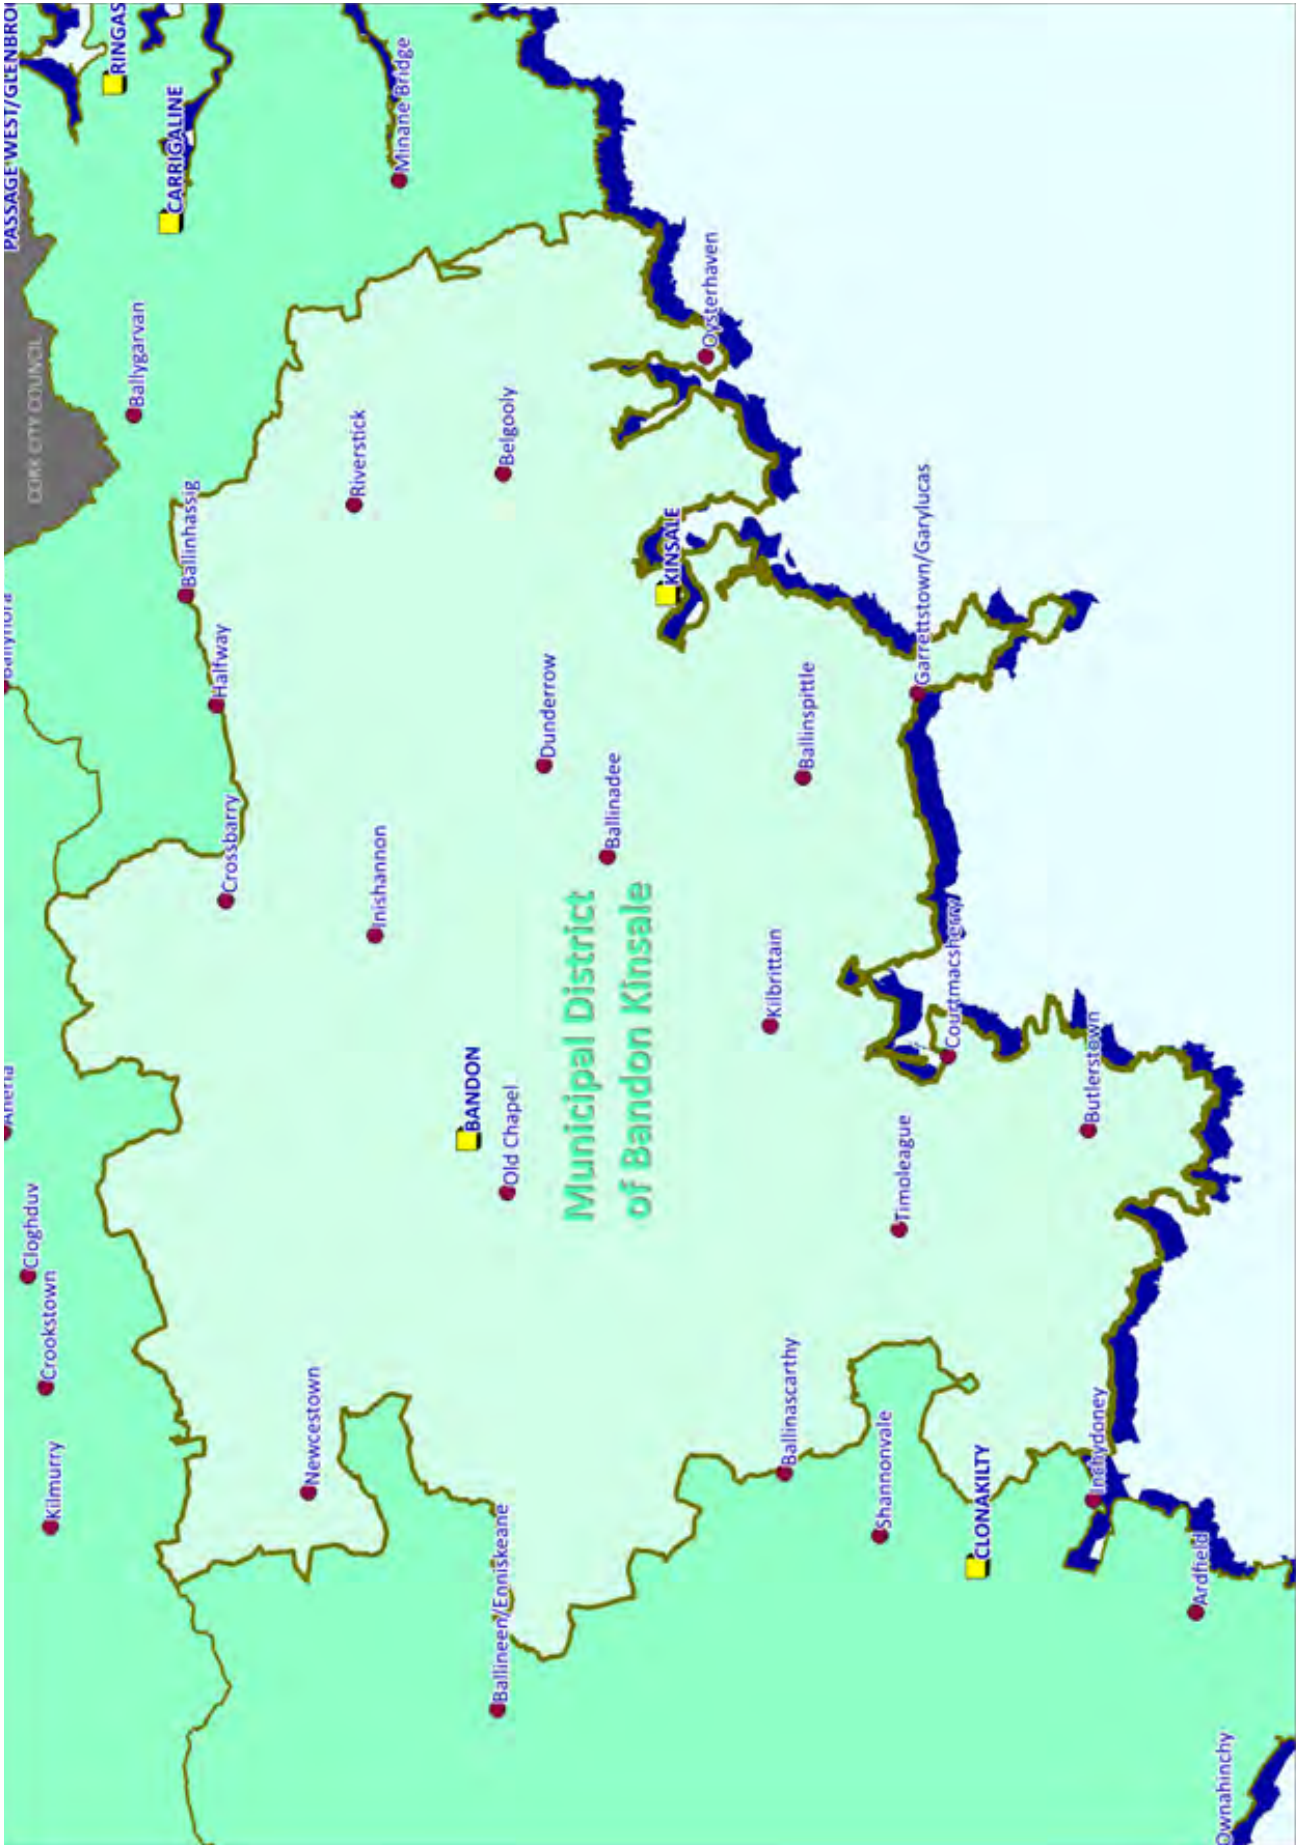 PASSAGE WEST/GLENBRO
RINGAS
CARRIGALINE
Minane Bridge
CORK CITY COUNCIL
Ballygarvan
Oysterhaven
Riverstick
Belgooly
Ballinhassig
KINSALE
Garrettstown/Garylucas
Halfway
Dunderrow
Ballinspittle
Ballinadee
Crossbarry
Inishannon
Municipal District
of Bandon Kinsale
Kilbrittain
Courtmacsherry
BANDON
Old Chapel
Butlerstown
Timoleague
Cloghduv
Crookstown
Kilmurry
Newcestown
Ballinascarthy
Shannonvale
Inchydoney
CLONAKILTY
Ballineen/Enniskeane
Ardfield
Ownahinchy